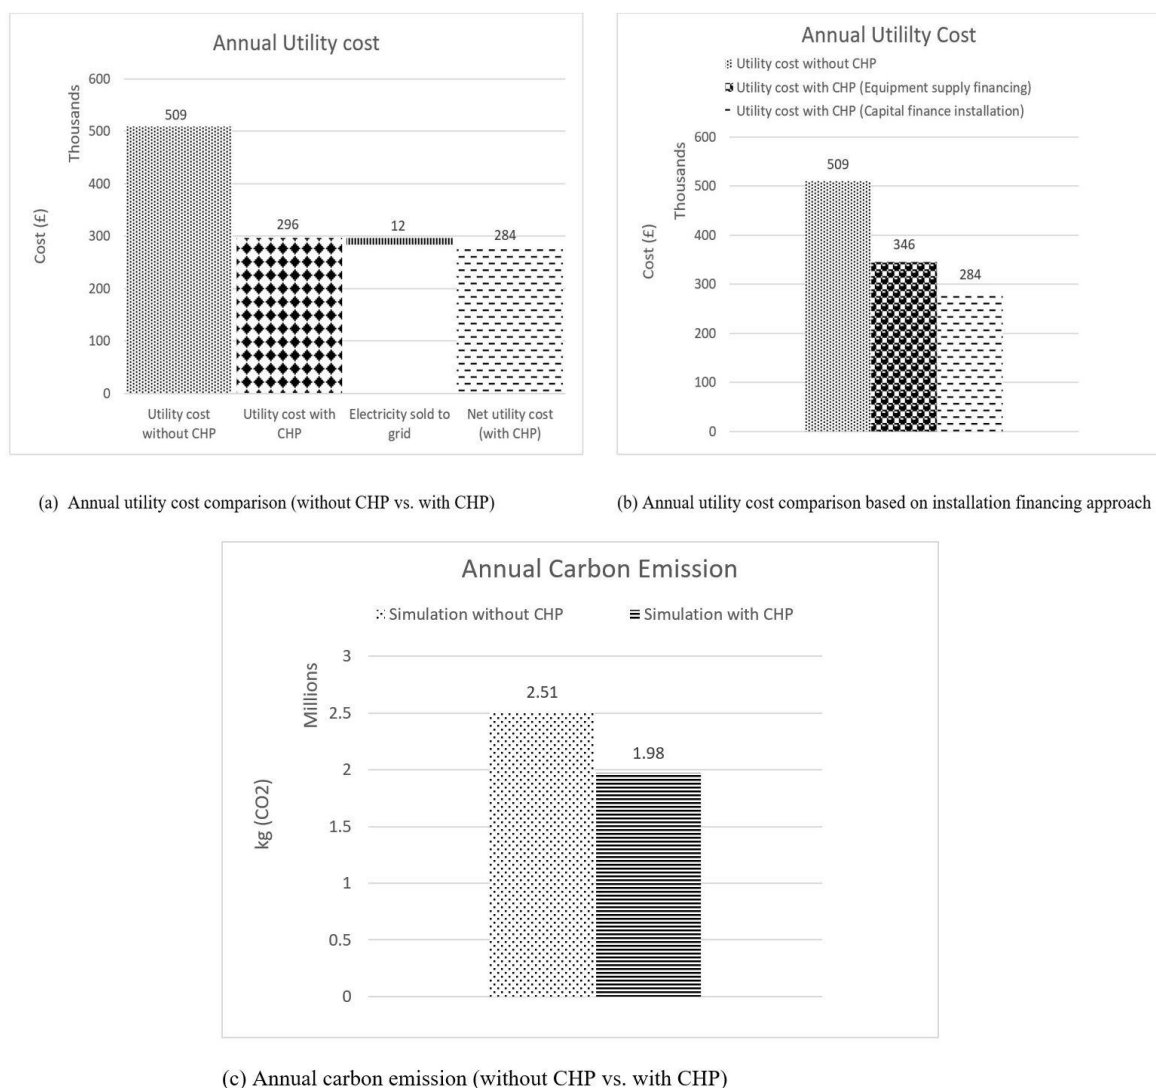 Annual Utility cost
Thousands
Cost (£)
600
500
400
300
200
100
0
509
296
12
284
Utility cost without CHP
Utility cost with CHP
Electricity sold to grid
Net utility cost (with CHP)
(a) Annual utility cost comparison (without CHP vs. with CHP)
Annual Utililty Cost
Utility cost without CHP
Utility cost with CHP (Equipment supply financing)
Utility cost with CHP (Capital finance installation)
Thousands
Cost (£)
600
500
400
300
200
100
0
509
346
284
(b) Annual utility cost comparison based on installation financing approach
Annual Carbon Emission
Simulation without CHP
Simulation with CHP
Millions
kg (CO2)
3
2.5
2
1.5
1
0.5
0
2.51
1.98
(c) Annual carbon emission (without CHP vs. with CHP)